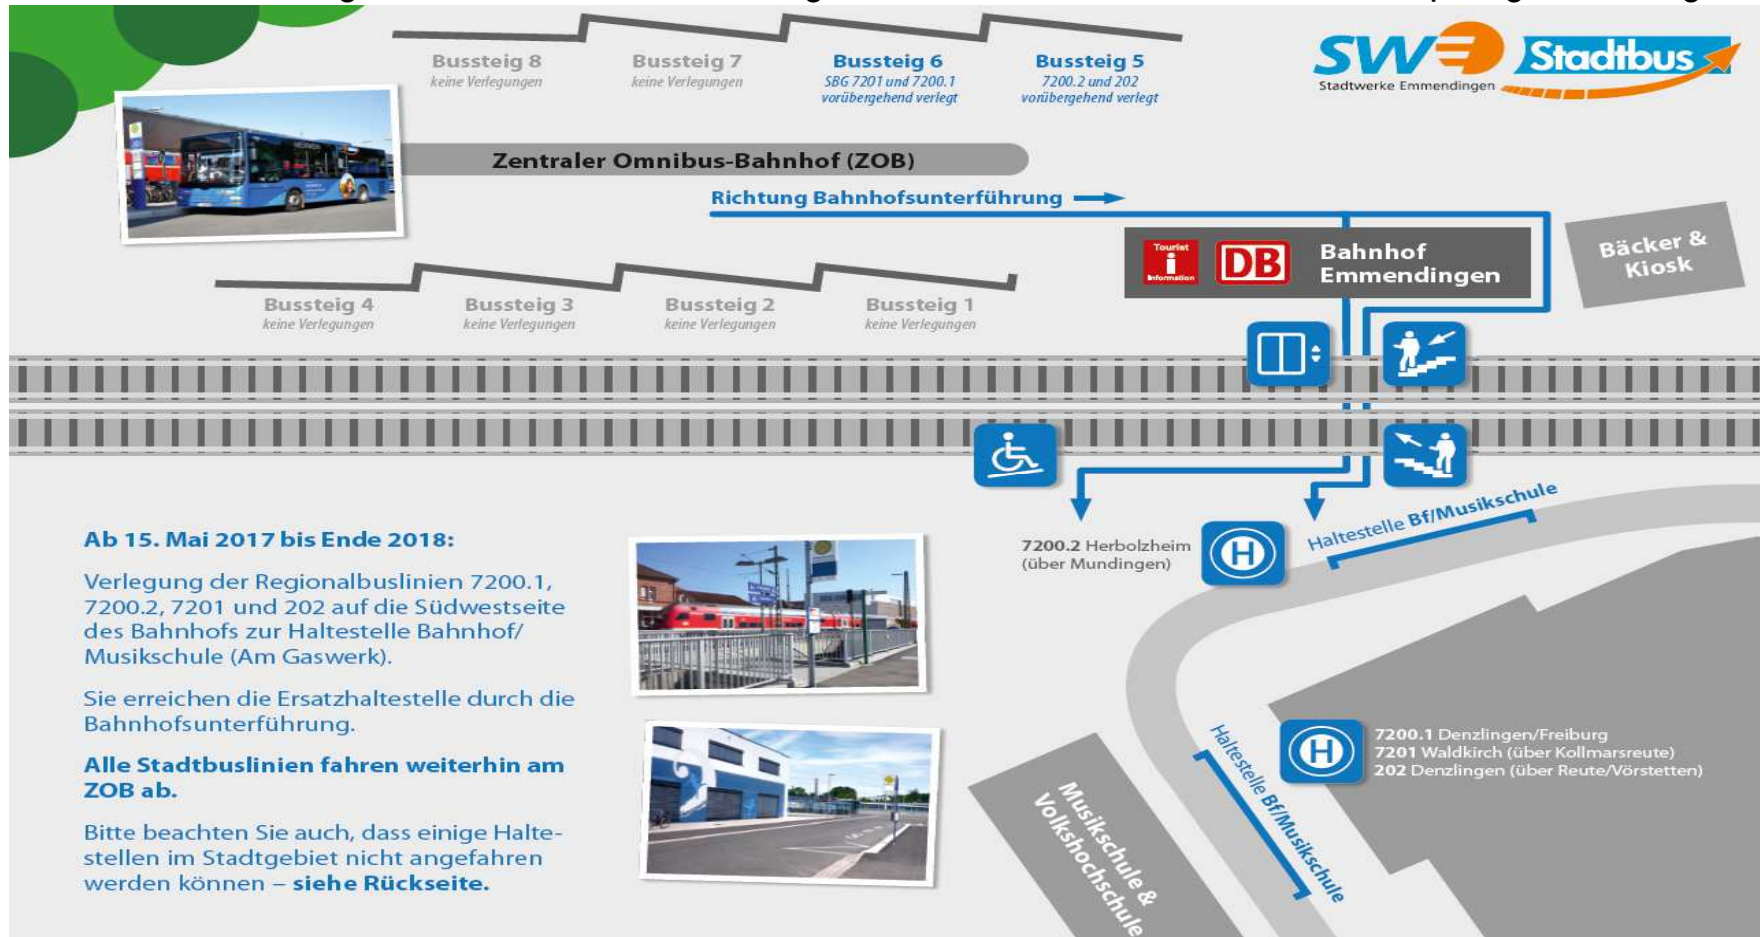 Bussteig 8
keine Verlegungen
Bussteig 7
keine Verlegungen
Bussteig 6
SBG 7201 und 7200.1
vorübergehend verlegt
Bussteig 5
7200.2 und 202
vorübergehend verlegt
SWE
Stadtwerke Emmendingen
Stadtbus
Zentraler Omnibus-Bahnhof (ZOB)
Richtung Bahnhofsunterführung
Tourist
i
Information
DB
Bahnhof
Emmendingen
Bäcker &
Kiosk
Bussteig 4
keine Verlegungen
Bussteig 3
keine Verlegungen
Bussteig 2
keine Verlegungen
Bussteig 1
keine Verlegungen
Ab 15. Mai 2017 bis Ende 2018:
Verlegung der Regionalbuslinien 7200.1,
7200.2, 7201 und 202 auf die Südwestseite
des Bahnhofs zur Haltestelle Bahnhof/
Musikschule (Am Gaswerk).
Sie erreichen die Ersatzhaltestelle durch die
Bahnhofsunterführung.
Alle Stadtbuslinien fahren weiterhin am
ZOB ab.
Bitte beachten Sie auch, dass einige Halte-
stellen im Stadtgebiet nicht angefahren
werden können – siehe Rückseite.
7200.2 Herbolzheim
(über Mundingen)
H
Haltestelle Bf/Musikschule
H
7200.1 Denzlingen/Freiburg
7201 Waldkirch (über Kollmarsreute)
202 Denzlingen (über Reute/Vörstetten)
Haltestelle Bf/Musikschule
Musikschule &
Volkshochschule